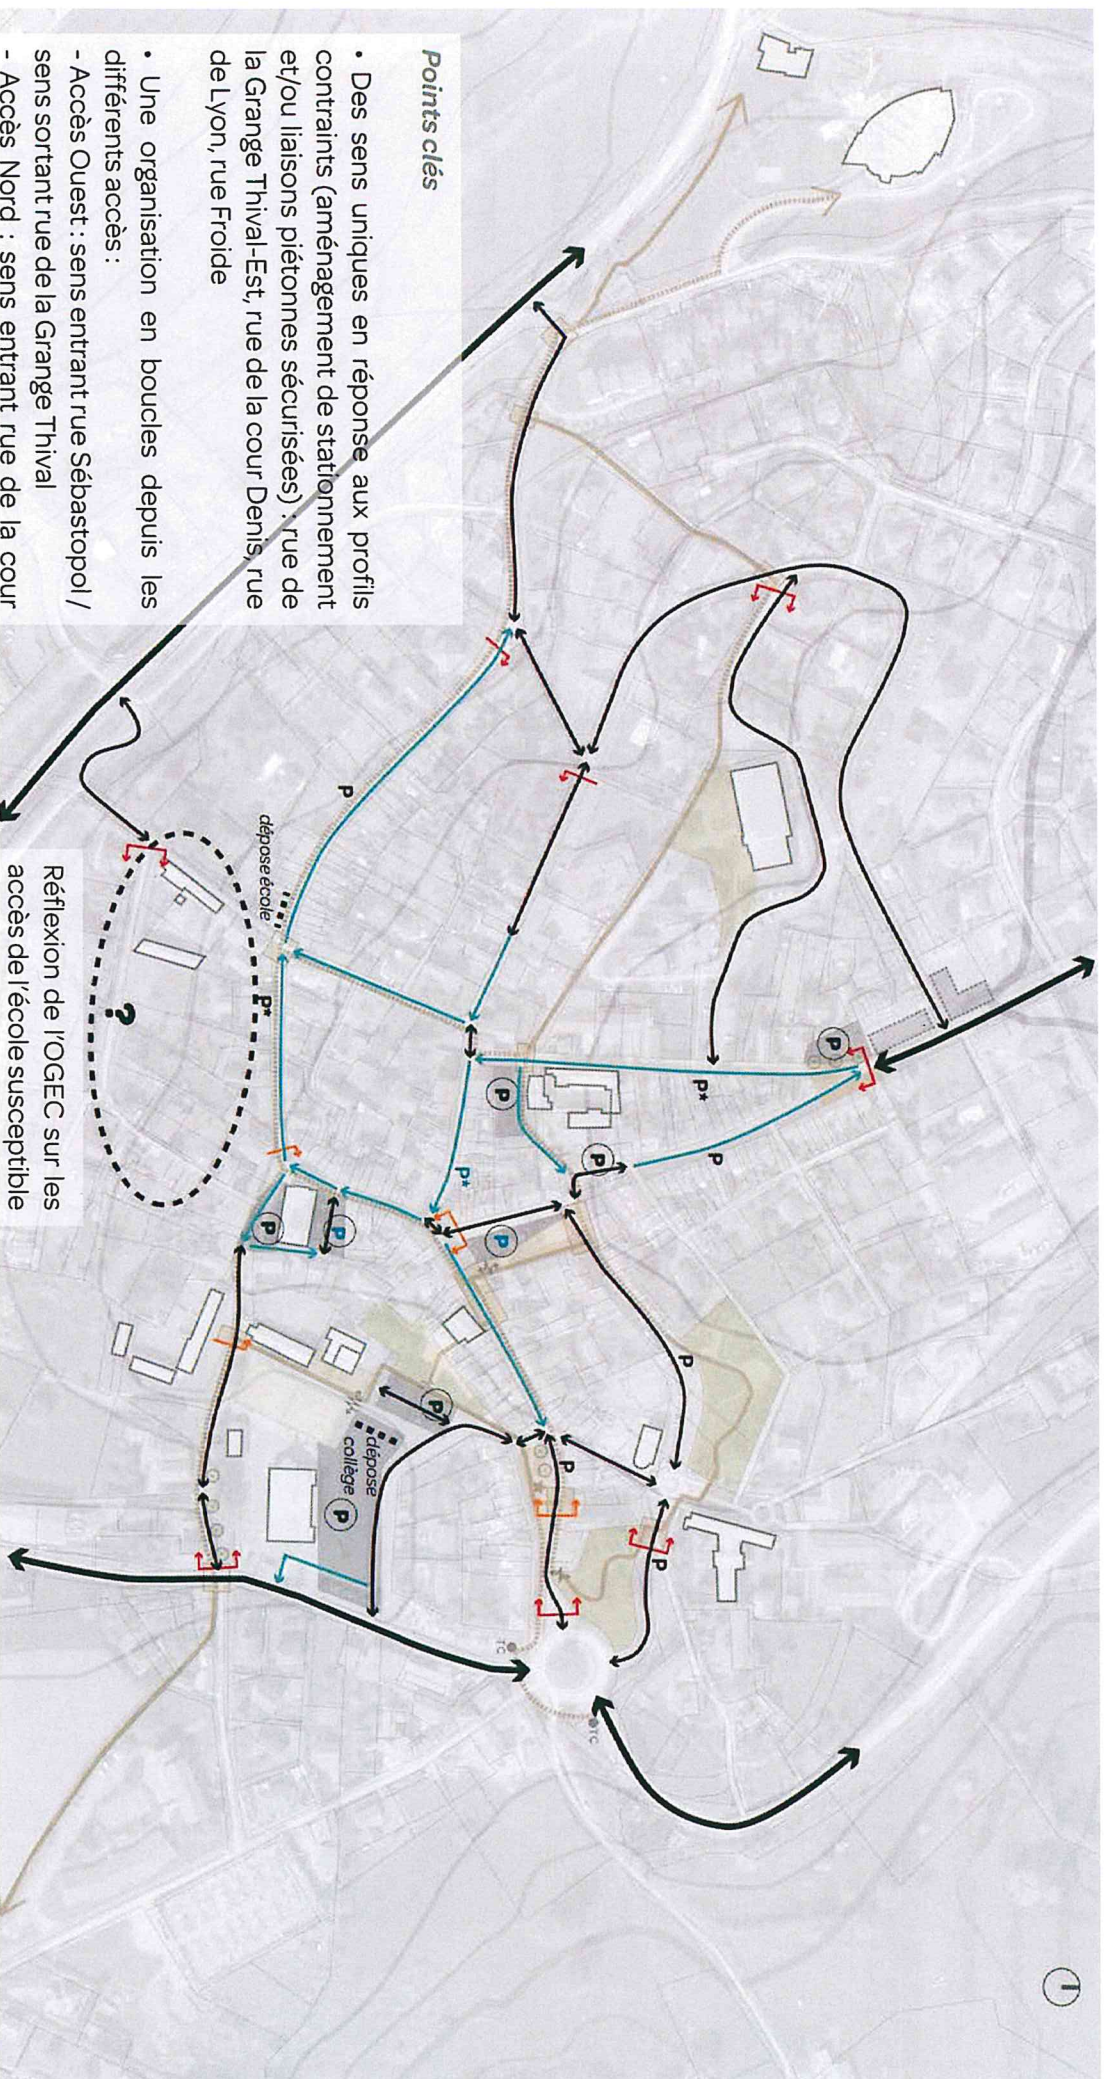 Points clés
• Des sens uniques en réponse aux profils
contraints (aménagement de stationnement
et/ou liaisons piétonnes sécurisées) : rue de
la Grange Thival-Est, rue de la cour Denis, rue
de Lyon, rue Froide
• Une organisation en boucles depuis les
différents accès :
- Accès Ouest : sens entrant rue Sébastopol /
sens sortant rue de la Grange Thival
- Accès Nord : sens entrant rue de la cour
Réflexion de l'OGEC sur les
accès de l'école susceptible
?
dépose école
P
P*
P
P*
P
P
P
P*
P
P
P
P
P
P
P
dépose
collège
P
P
TC
TC